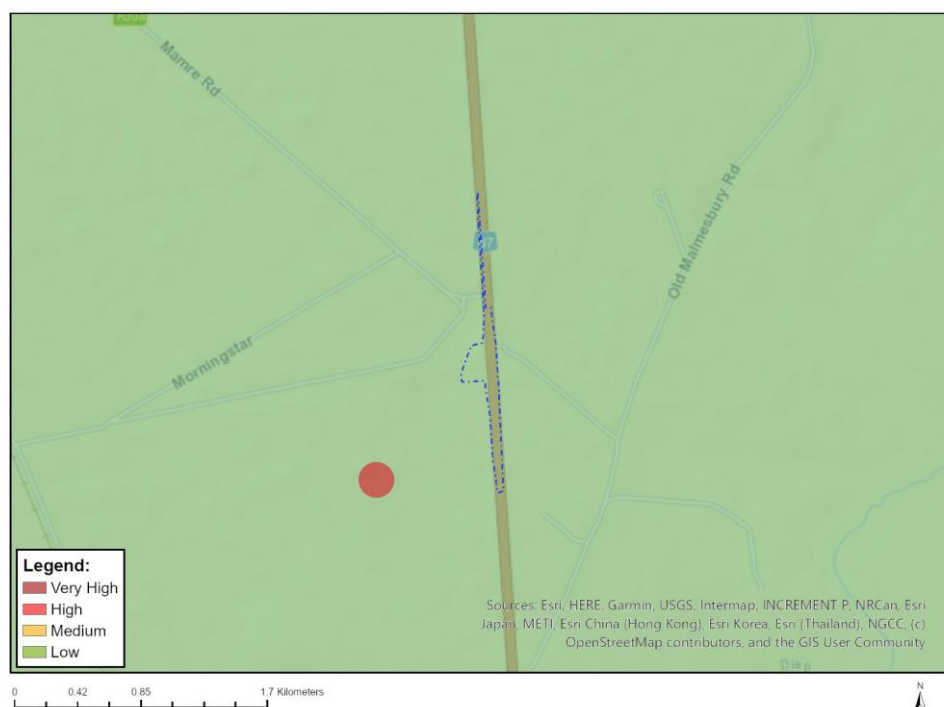 R304
Mamre Rd
Old Malmesbury Rd
Morningstar
Legend:
Very High
High
Medium
Low
Sources: Esri, HERE, Garmin, USGS, Intermap, INCREMENT P, NRCan, Esri
Japan, METI, Esri China (Hong Kong), Esri Korea, Esri (Thailand), NGCC, (c)
OpenStreetMap contributors, and the GIS User Community
Diep
0 0.42 0.85 1.7 Kilometers
N